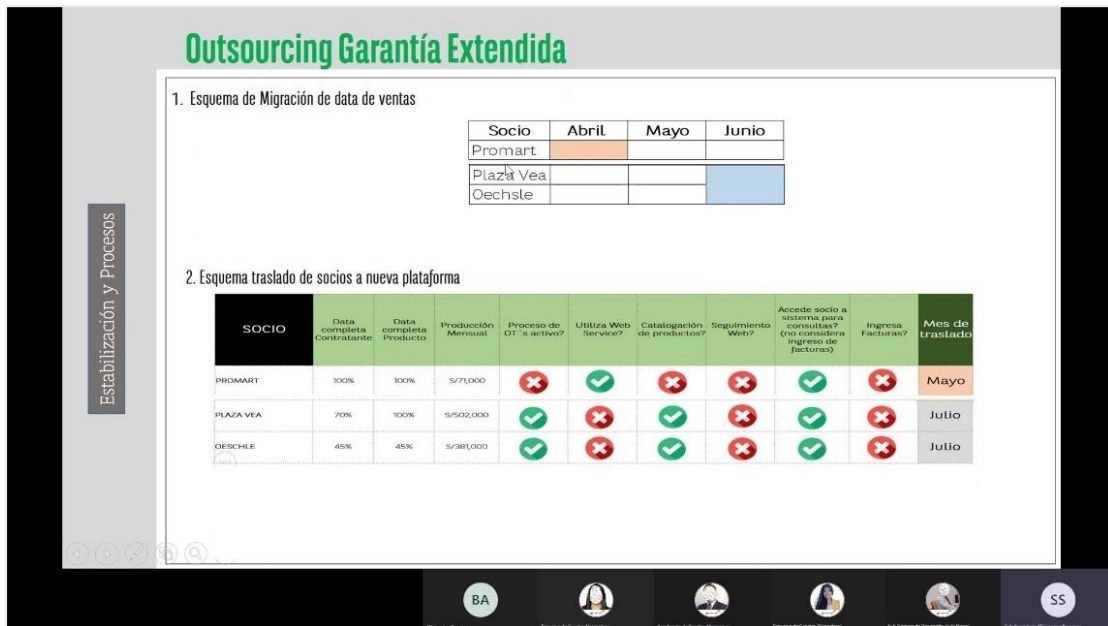 Outsourcing Garantía Extendida
1. Esquema de Migración de data de ventas
Socio Abril Mayo Junio
Promart
Plaza Vea
Oechsle
Estabilización y Procesos
2. Esquema traslado de socios a nueva plataforma
SOCIO
Data
completa
Contratante
Data
completa
Producto
Producción
Mensual
Proceso de
OT´s activo?
Utiliza Web
Service?
Catalogación
de productos?
Seguimiento
Web?
Accede socio a
sistema para
consultas?
(no considera
ingreso de
facturas)
Ingresa
Facturas?
Mes de
traslado
PROMART 100% 100% S/71,000 Mayo
PLAZA VEA 70% 100% S/502,000 Julio
OESCHLE 45% 45% S/381,000 Julio
BA
SS